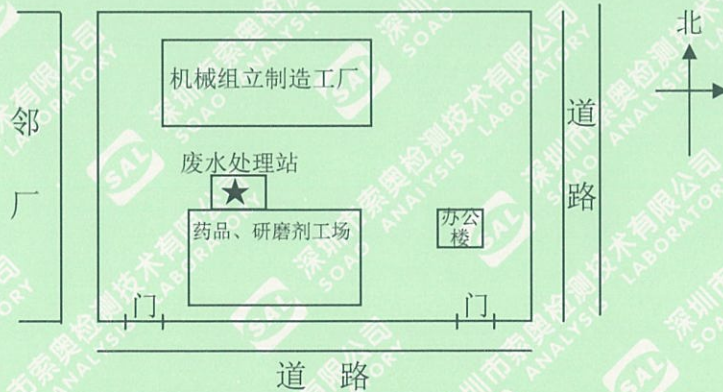 北
机械组立制造工厂
邻厂
道路
废水处理站
药品、研磨剂工场
办公
楼
门
门
道 路
SAL
深圳市索奥检测技术有限公司
SOAO ANALYSIS LABORATORY